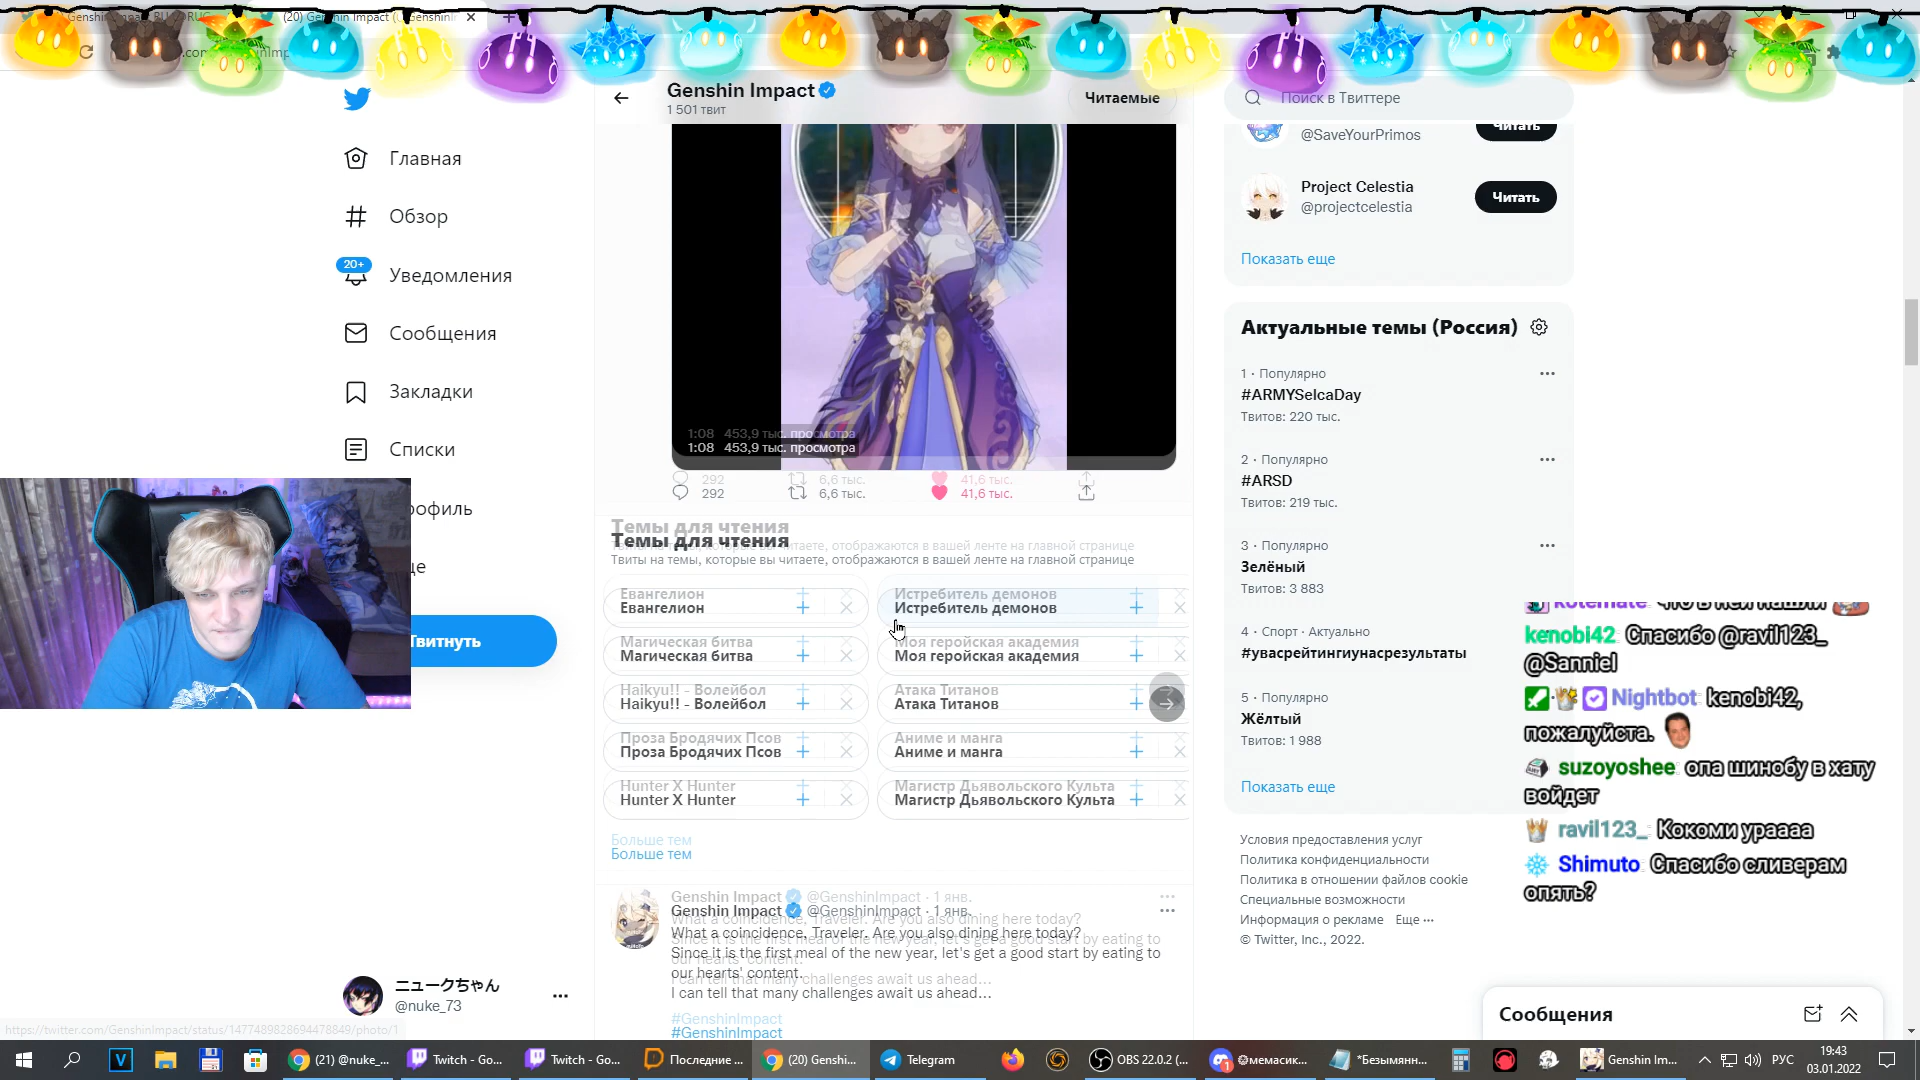 (20) Genshin Impact (@Genshin
Genshin Impact
1 501 твит
Читаемые
Поиск в Твиттере
Главная
Обзор
20+
Уведомления
Сообщения
Закладки
Списки
Твитнуть
ニュークちゃん
@nuke_73
https://twitter.com/GenshinImpact/status/1477489828694478849/photo/1
1:08 453,9 тыс. просмотра
292
6,6 тыс.
41,6 тыс.
Темы для чтения
Твиты на темы, которые вы читаете, отображаются в вашей ленте на главной странице
Евангелион
Истребитель демонов
Магическая битва
Моя геройская академия
Haikyu!! - Волейбол
Атака Титанов
Проза Бродячих Псов
Аниме и манга
Hunter X Hunter
Магистр Дьявольского Культа
Больше тем
Genshin Impact @GenshinImpact · 1 янв.
What a coincidence, Traveler. Are you also dining here today?
Since it is the first meal of the new year, let's get a good start by eating to
our hearts' content.
I can tell that many challenges await us ahead...
#GenshinImpact
@SaveYourPrimos
Читать
Project Celestia
@projectcelestia
Читать
Показать еще
Актуальные темы (Россия)
1 · Популярно
#ARMYSelcaDay
Твитов: 220 тыс.
2 · Популярно
#ARSD
Твитов: 219 тыс.
3 · Популярно
Зелёный
Твитов: 3 883
4 · Спорт · Актуально
#увасрейтингиунасрезультаты
5 · Популярно
Жёлтый
Твитов: 1 988
Показать еще
Условия предоставления услуг
Политика конфиденциальности
Политика в отношении файлов cookie
Специальные возможности
Информация о рекламе Еще ···
© Twitter, Inc., 2022.
kotemate что в ней нашли
kenobi42 Спасибо @ravil123_
@Sanniel
Nightbot kenobi42,
пожалуйста.
suzoyoshee опа шинобу в хату
войдет
ravil123_ Кокоми ураааа
Shimuto Спасибо сливерам
опять?
Сообщения
(21) @nuke_...
Twitch - Go...
Twitch - Go...
Последние ...
(20) Genshi...
Telegram
OBS 22.0.2 (...
мемасик...
*Безымянн...
Genshin Im...
РУС
19:43
03.01.2022